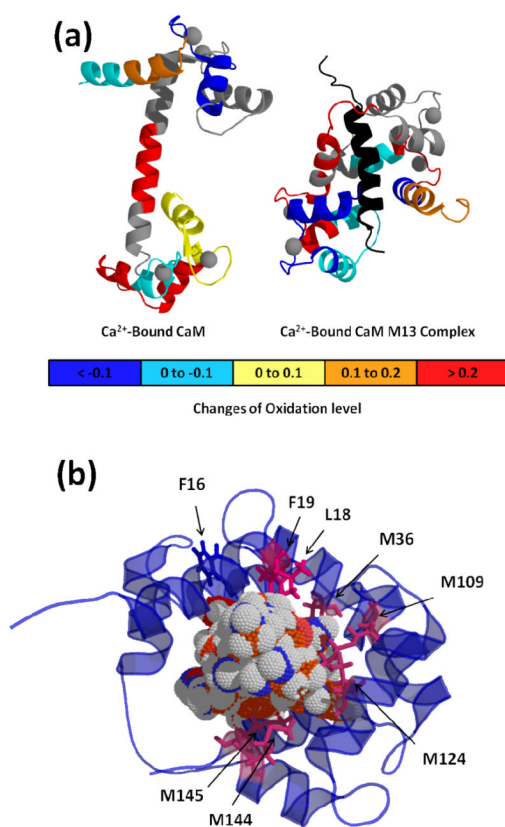 (a)
Ca²⁺-Bound CaM
Ca²⁺-Bound CaM M13 Complex
< -0.1 0 to -0.1 0 to 0.1 0.1 to 0.2 > 0.2
Changes of Oxidation level
(b)
F16
F19
L18
M36
M109
M124
M145
M144